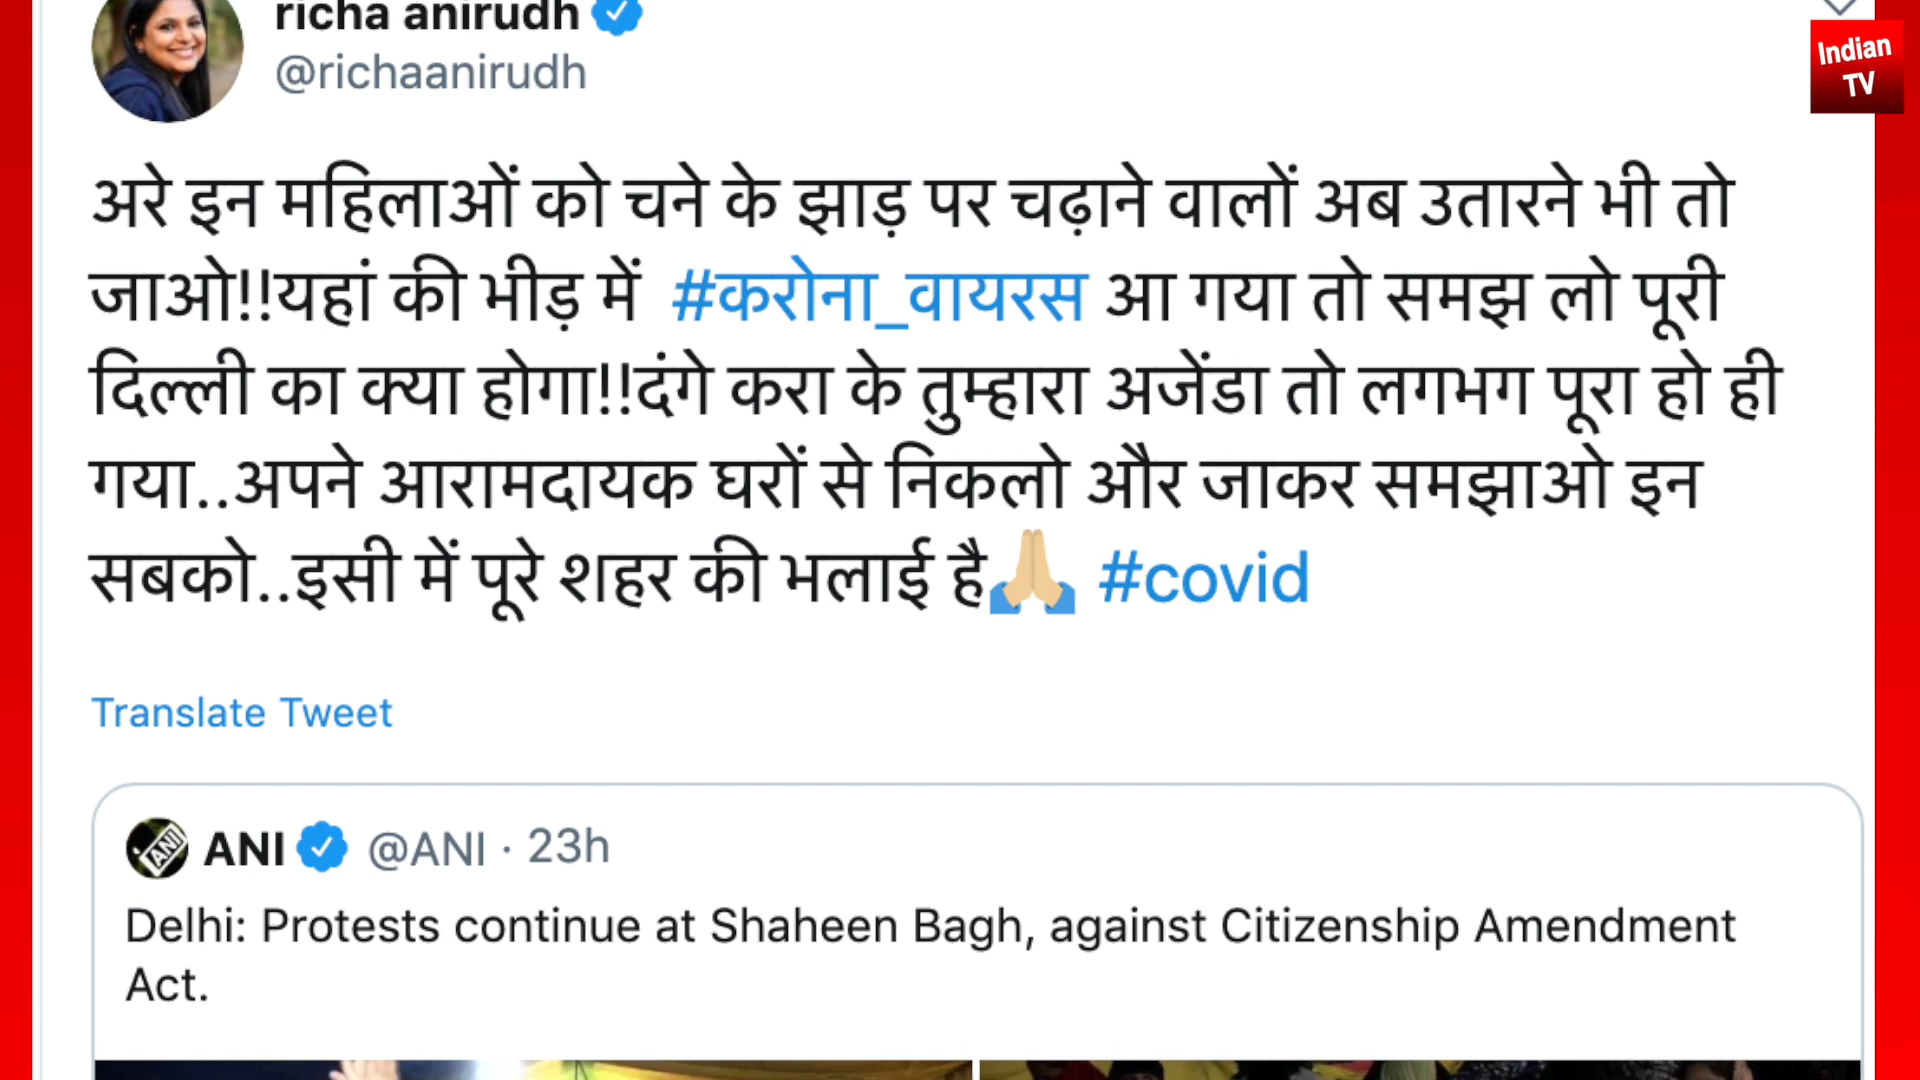 richa anirudh
@richaanirudh
Indian
TV
अरे इन महिलाओं को चने के झाड़ पर चढ़ाने वालों अब उतारने भी तो
जाओ!!यहां की भीड़ में #करोना_वायरस आ गया तो समझ लो पूरी
दिल्ली का क्या होगा!!दंगे करा के तुम्हारा अजेंडा तो लगभग पूरा हो ही
गया..अपने आरामदायक घरों से निकलो और जाकर समझाओ इन
सबको..इसी में पूरे शहर की भलाई है🙏🏼 #covid
Translate Tweet
ANI
ANI @ANI · 23h
Delhi: Protests continue at Shaheen Bagh, against Citizenship Amendment
Act.